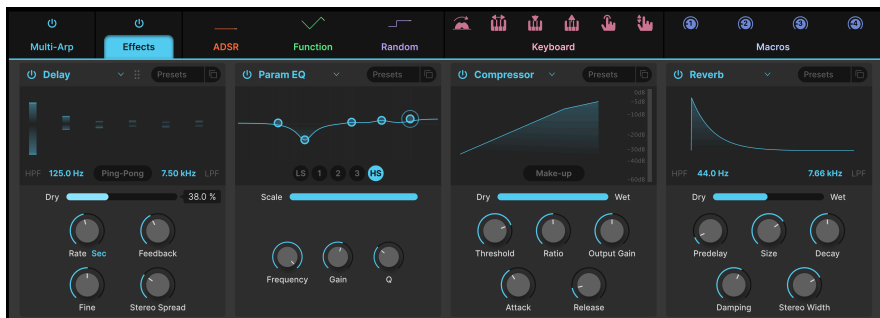 Multi-Arp Effects ADSR Function Random Keyboard Macros
Delay Presets
HPF 125.0 Hz Ping-Pong 7.50 kHz LPF
Dry 38.0 %
Rate Sec Feedback
Fine Stereo Spread
Param EQ Presets
LS 1 2 3 HS
Scale
Frequency Gain Q
Compressor Presets
0dB
-5dB
-10dB
-20dB
-30dB
-40dB
-60dB
Make-up
Dry Wet
Threshold Ratio Output Gain
Attack Release
Reverb Presets
HPF 44.0 Hz 7.66 kHz LPF
Dry Wet
Predelay Size Decay
Damping Stereo Width